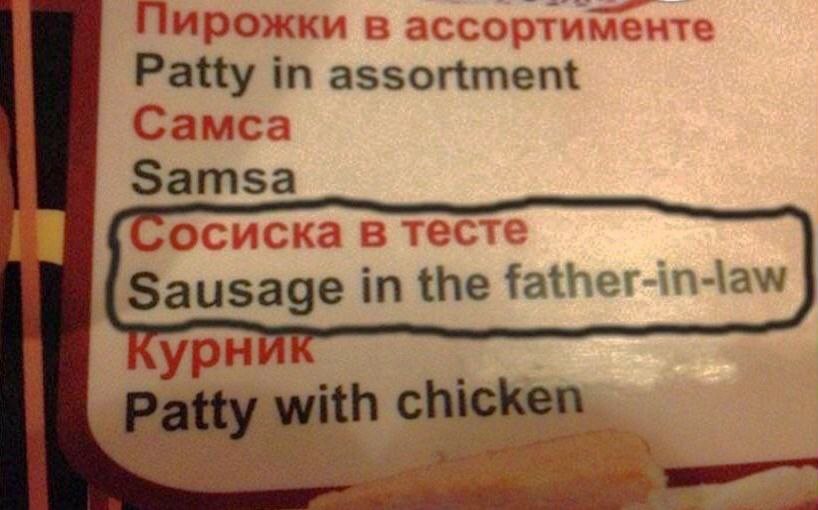 Пирожки в ассортименте
Patty in assortment
Самса
Samsa
Сосиска в тесте
Sausage in the father-in-law
Курник
Patty with chicken